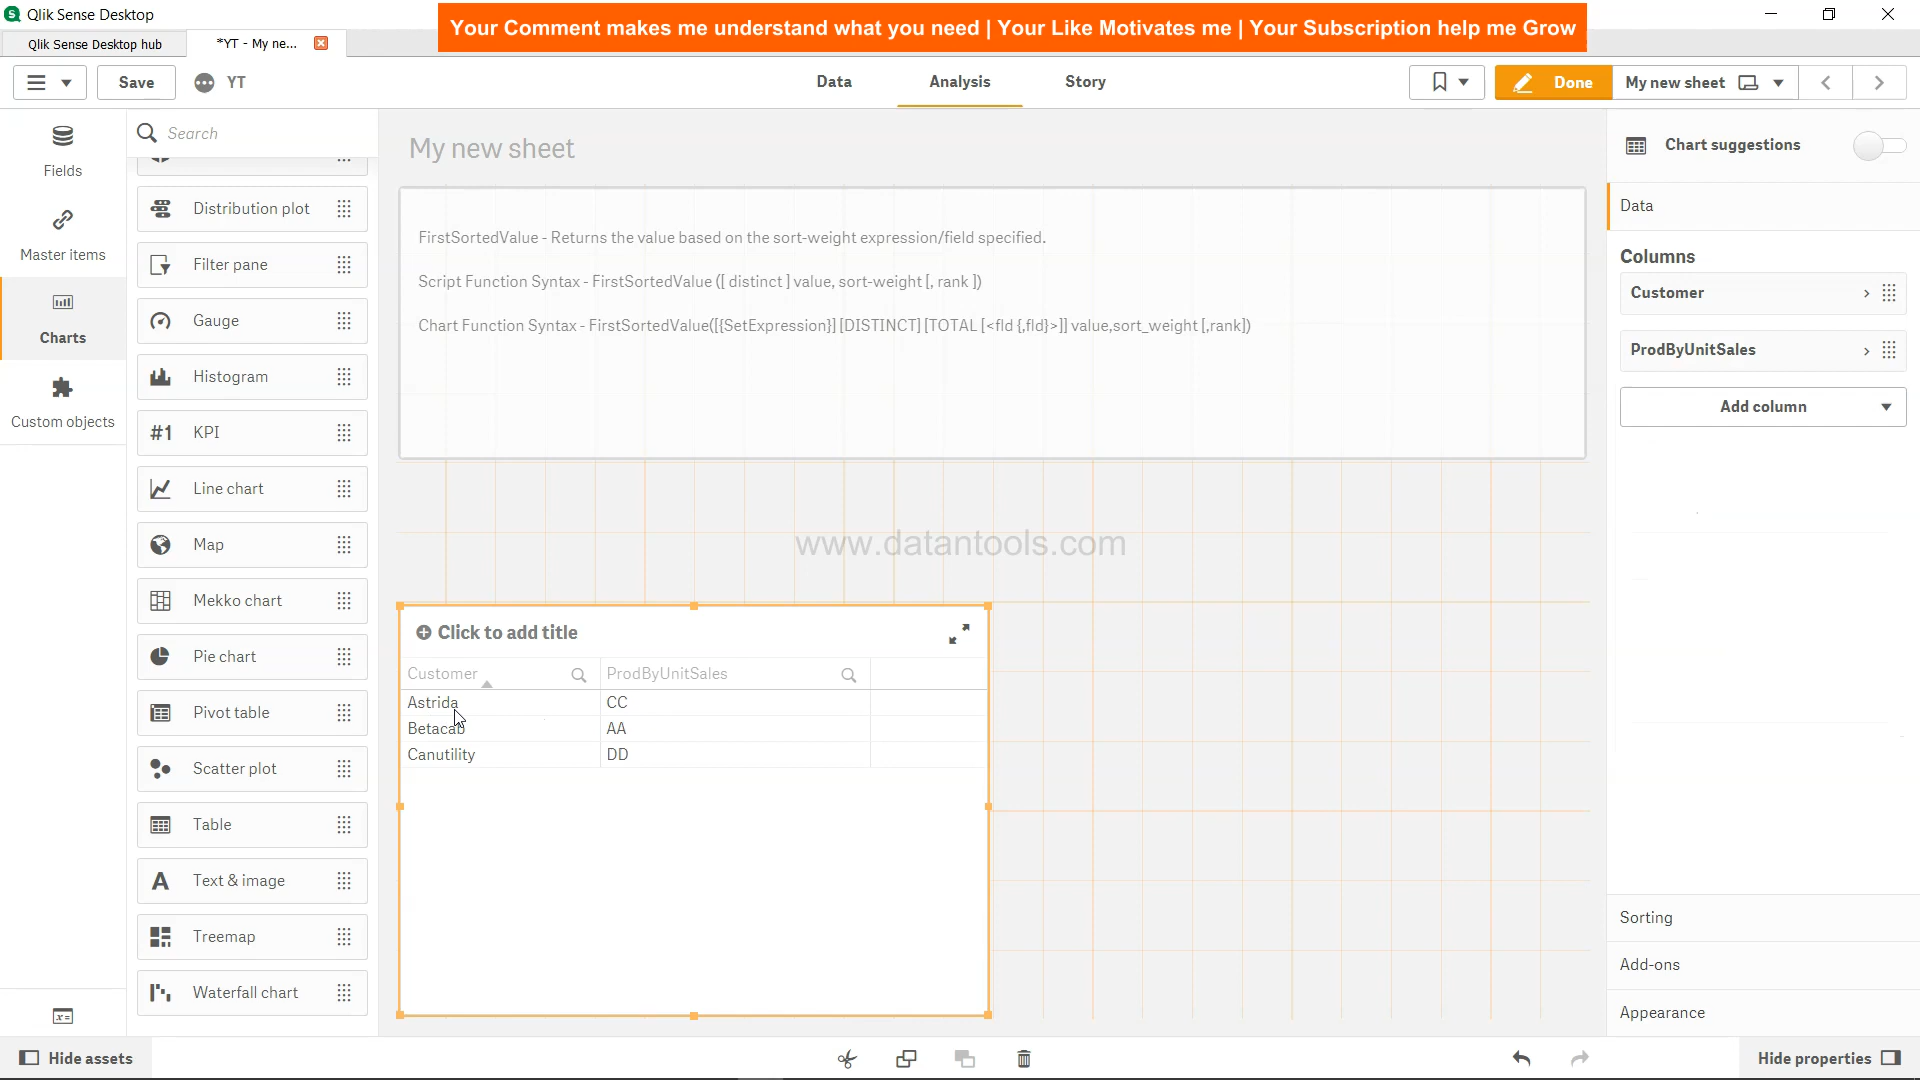 Qlik Sense Desktop
Your Comment makes me understand what you need | Your Like Motivates me | Your Subscription help me Grow
Qlik Sense Desktop hub
*YT - My ne...
Save
YT
Data
Analysis
Story
Done
My new sheet
Fields
Master items
Charts
Custom objects
Search
Distribution plot
Filter pane
Gauge
Histogram
#1 KPI
Line chart
Map
Mekko chart
Pie chart
Pivot table
Scatter plot
Table
A Text & image
Treemap
Waterfall chart
My new sheet
FirstSortedValue - Returns the value based on the sort-weight expression/field specified.
Script Function Syntax - FirstSortedValue ([ distinct ] value, sort-weight [, rank ])
Chart Function Syntax - FirstSortedValue([{SetExpression}] [DISTINCT] [TOTAL [<fld {,fld}>]] value,sort_weight [,rank])
www.datantools.com
Click to add title
Customer ProdByUnitSales
Astrida CC
Betacab AA
Canutility DD
Chart suggestions
Data
Columns
Customer
ProdByUnitSales
Add column
Sorting
Add-ons
Appearance
x=
Hide assets
Hide properties